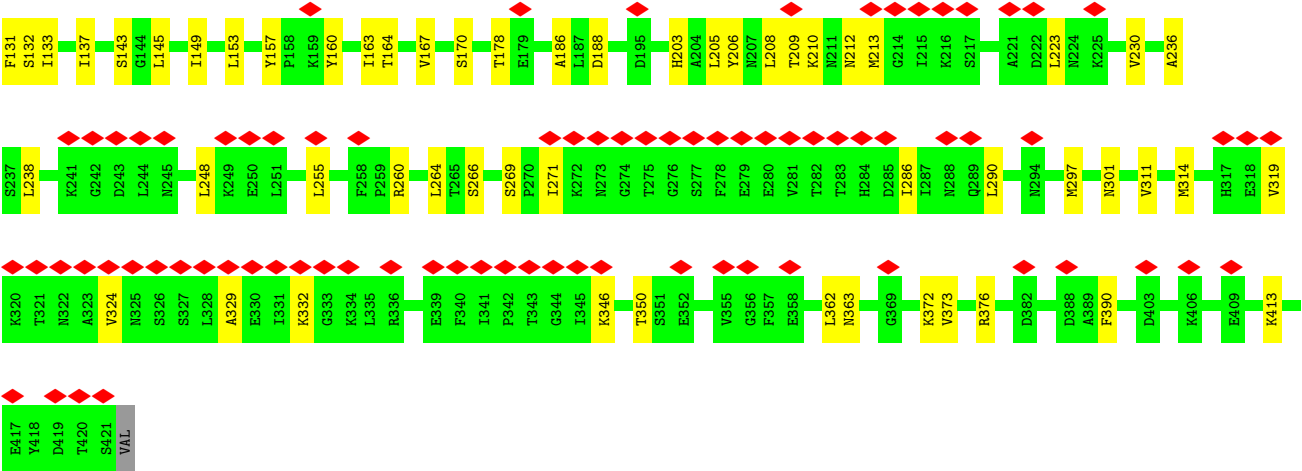 F131 S132 I133 I137 S143 G144 L145 I149 L153 Y157 P158 K159 Y160 I163 T164 V167 S170 T178 E179 A186 L187 D188 D195 H203 A204 L205 Y206 N207 L208 T209 K210 N211 N212 M213 G214 I215 K216 S217 A221 D222 L223 N224 K225 V230 A236
S237 L238 K241 G242 D243 L244 N245 L248 K249 E250 L251 L255 F258 P259 R260 L264 T265 S266 S269 P270 I271 K272 N273 G274 T275 G276 S277 F278 E279 E280 V281 T282 T283 H284 D285 I286 I287 N288 Q289 L290 N294 M297 N301 V311 M314 H317 E318 V319
K320 T321 N322 A323 V324 N325 S326 S327 L328 A329 E330 I331 K332 G333 K334 L335 R336 E339 F340 I341 P342 T343 G344 I345 K346 T350 S351 E352 V355 G356 F357 E358 L362 N363 G369 K372 V373 R376 D382 D388 A389 F390 D403 K406 E409 K413
E417 Y418 D419 T420 S421 VAL